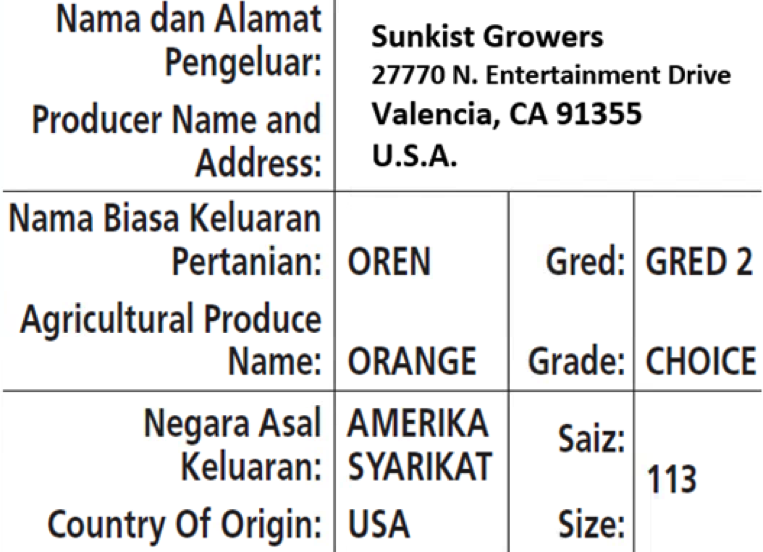 Nama dan Alamat
Pengeluar:
Producer Name and
Address:
Sunkist Growers
27770 N. Entertainment Drive
Valencia, CA 91355
U.S.A.
Nama Biasa Keluaran
Pertanian: OREN Gred: GRED 2
Agricultural Produce
Name: ORANGE Grade: CHOICE
Negara Asal
Keluaran:
AMERIKA
SYARIKAT
Saiz:
113
Country Of Origin: USA Size: